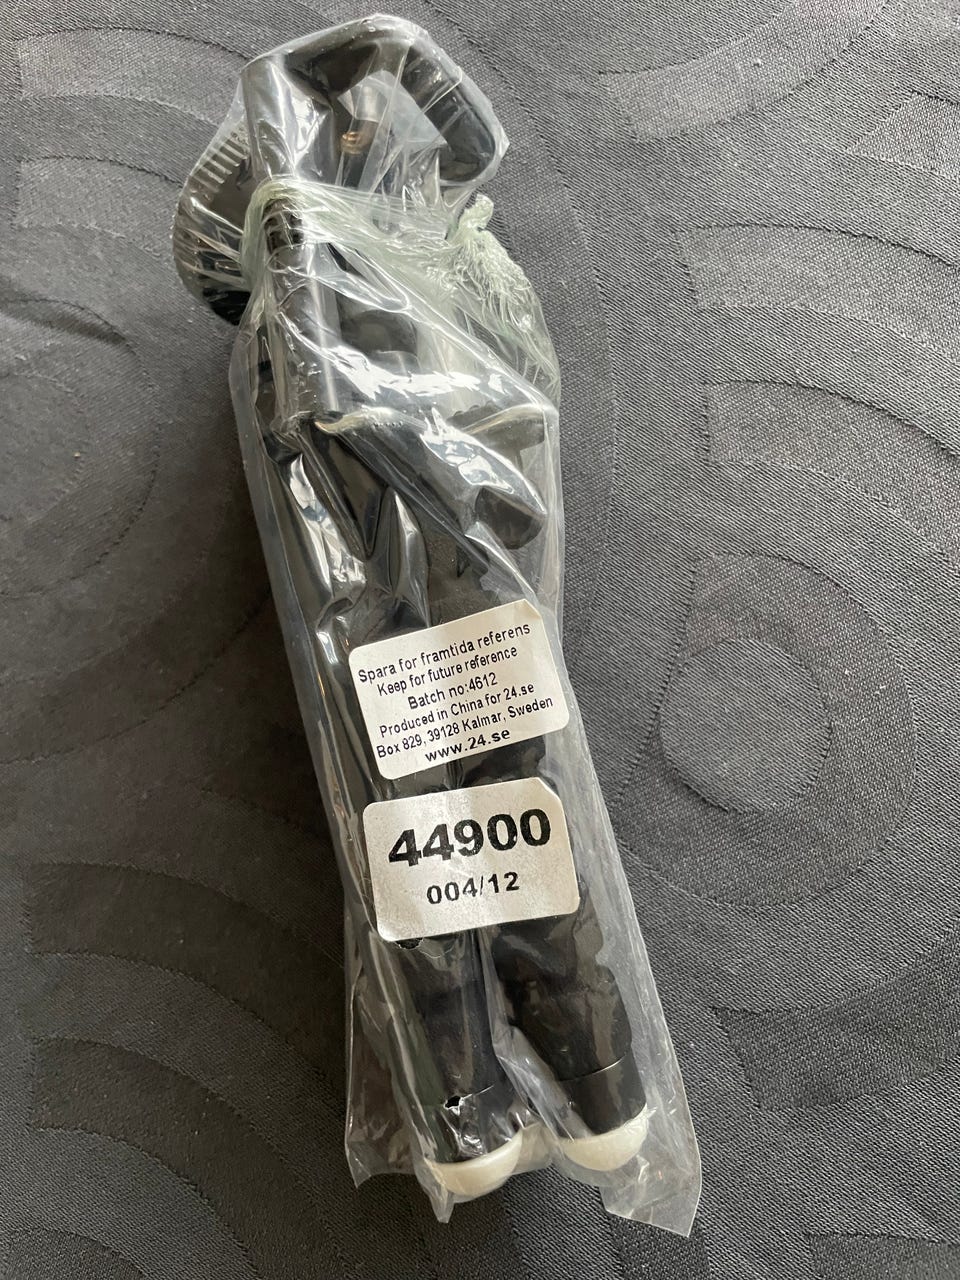 Spara for framtida referens
Keep for future reference
Batch no:4612
Produced in China for 24.se
Box 829, 39128 Kalmar, Sweden
www.24.se
44900
004/12